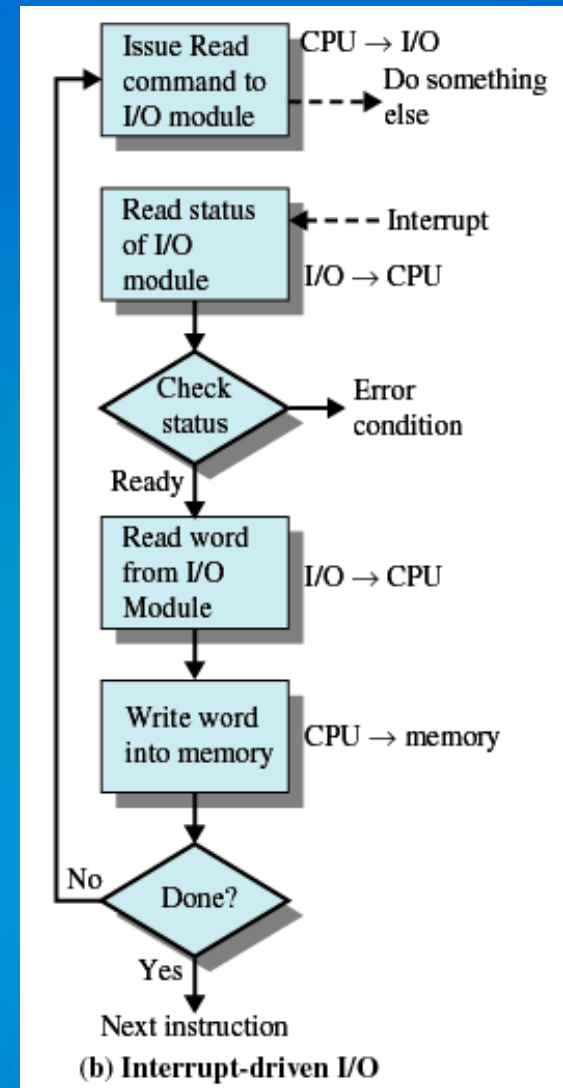 Issue Read
command to
I/O module
CPU → I/O
Do something
else
Read status
of I/O
module
Interrupt
I/O → CPU
Check
status
Error
condition
Ready
Read word
from I/O
Module
I/O → CPU
Write word
into memory
CPU → memory
No
Done?
Yes
Next instruction
(b) Interrupt-driven I/O